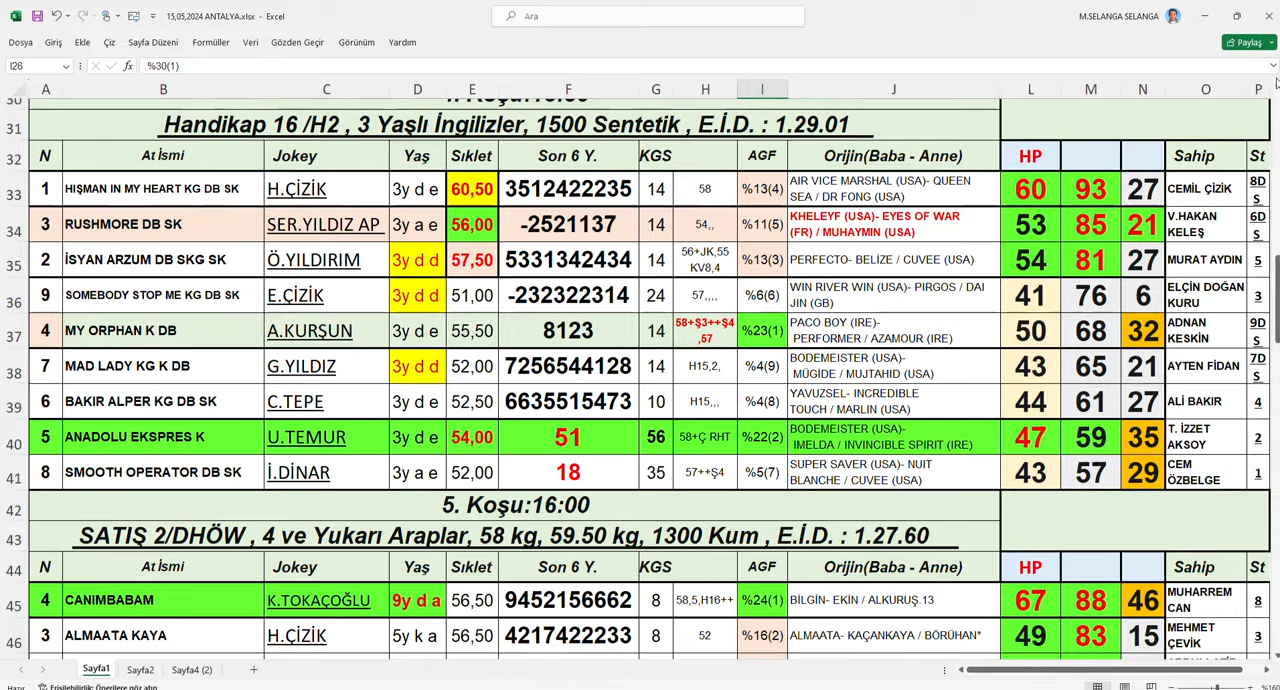 15,05,2024 ANTALYA.xlsx - Excel
Ara
M.SELANGA SELANGA
Dosya Giriş Ekle Çiz Sayfa Düzeni Formüller Veri Gözden Geçir Görünüm Yardım
Paylaş
I26 fx %30(1)
A B C D E F G H I J L M N O P
31 Handikap 16 /H2 , 3 Yaşlı İngilizler, 1500 Sentetik , E.İ.D. : 1.29.01
32 N At İsmi Jokey Yaş Sıklet Son 6 Y. KGS AGF Orijin(Baba - Anne) HP Sahip St
33 1 HIŞMAN IN MY HEART KG DB SK H.ÇİZİK 3y d e 60,50 3512422235 14 58 %13(4) AIR VICE MARSHAL (USA)- QUEEN SEA / DR FONG (USA) 60 93 27 CEMİL ÇİZİK 8D S
34 3 RUSHMORE DB SK SER.YILDIZ AP 3y a e 56,00 -2521137 14 54,, %11(5) KHELEYF (USA)- EYES OF WAR (FR) / MUHAYMIN (USA) 53 85 21 V.HAKAN KELEŞ 6D S
35 2 İSYAN ARZUM DB SKG SK Ö.YILDIRIM 3y d d 57,50 5331342434 14 56+JK,55 KV8,4 %13(3) PERFECTO- BELİZE / CUVEE (USA) 54 81 27 MURAT AYDIN 5
36 9 SOMEBODY STOP ME KG DB SK E.ÇİZİK 3y d d 51,00 -232322314 24 57,,,, %6(6) WIN RIVER WIN (USA)- PIRGOS / DAI JIN (GB) 41 76 6 ELÇİN DOĞAN KURU 3
37 4 MY ORPHAN K DB A.KURŞUN 3y d e 55,50 8123 14 58+Ş3++Ş4 ,57 %23(1) PACO BOY (IRE)- PERFORMER / AZAMOUR (IRE) 50 68 32 ADNAN KESKİN 9D S
38 7 MAD LADY KG K DB G.YILDIZ 3y d d 52,00 7256544128 14 H15,2, %4(9) BODEMEISTER (USA)- MÜGİDE / MUJTAHID (USA) 43 65 21 AYTEN FİDAN 7D S
39 6 BAKIR ALPER KG DB SK C.TEPE 3y d e 52,50 6635515473 10 H15,,, %4(8) YAVUZSEL- INCREDIBLE TOUCH / MARLIN (USA) 44 61 27 ALİ BAKIR 4
40 5 ANADOLU EKSPRES K U.TEMUR 3y d e 54,00 51 56 58+Ç RHT %22(2) BODEMEISTER (USA)- IMELDA / INVINCIBLE SPIRIT (IRE) 47 59 35 T. İZZET AKSOY 2
41 8 SMOOTH OPERATOR DB SK İ.DİNAR 3y a e 52,00 18 35 57++Ş4 %5(7) SUPER SAVER (USA)- NUIT BLANCHE / CUVEE (USA) 43 57 29 CEM ÖZBELGE 1
42 5. Koşu:16:00
43 SATIŞ 2/DHÖW , 4 ve Yukarı Araplar, 58 kg, 59.50 kg, 1300 Kum , E.İ.D. : 1.27.60
44 N At İsmi Jokey Yaş Sıklet Son 6 Y. KGS AGF Orijin(Baba - Anne) HP Sahip St
45 4 CANIMBABAM K.TOKAÇOĞLU 9y d a 56,50 9452156662 8 58,5,H16++ %24(1) BİLGİN- EKİN / ALKURUŞ.13 67 88 46 MUHARREM CAN 8
46 3 ALMAATA KAYA H.ÇİZİK 5y k a 56,50 4217422233 8 52 %16(2) ALMAATA- KAÇANKAYA / BÖRÜHAN* 49 83 15 MEHMET ÇEVİK 3
Sayfa1 Sayfa2 Sayfa4 (2)